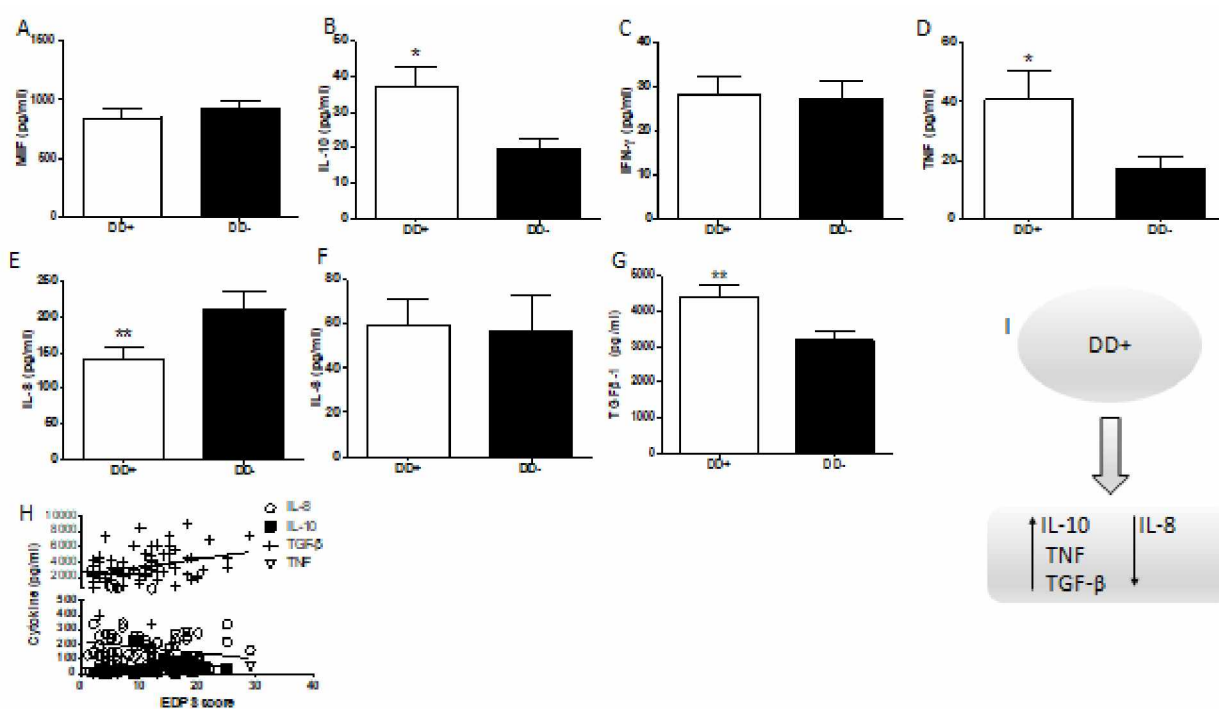 A
1500
1000
500
0
MIF (pg/ml)
DD+
DD-
B
50
40
30
20
10
0
IL-10 (pg/ml)
*
DD+
DD-
C
40
30
20
10
0
IFN-γ (pg/ml)
DD+
DD-
D
60
40
20
0
TNF (pg/ml)
*
DD+
DD-
E
250
200
150
100
50
0
IL-8 (pg/ml)
**
DD+
DD-
F
80
60
40
20
0
(pg/ml)
DD+
DD-
G
6000
5000
4000
3000
2000
1000
0
TGFβ-1 (pg/ml)
**
DD+
DD-
I
DD+
IL-10
TNF
TGF-β
IL-8
H
10000
8000
6000
4000
2000
500
400
300
200
100
0
Cytokine (pg/ml)
0
10
20
30
40
EDPS score
IL-8
IL-10
TGF-β
TNF